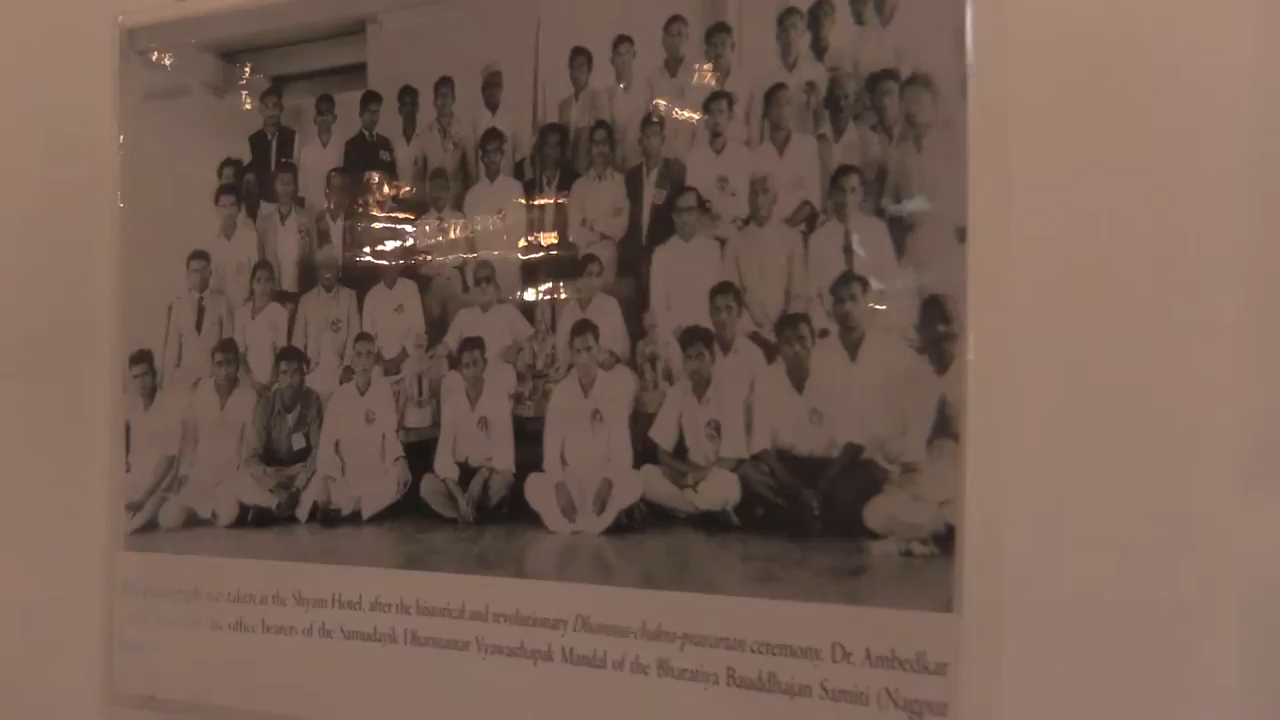 taken at the Shyam Hotel, after the historical and revolutionary Dhamma-chakra-pravartan ceremony. Dr. Ambedkar
office bearers of the Samudayik Dharmantar Vyawasthapak Mandal of the Bharatiya Bauddhajan Samiti (Nagpur